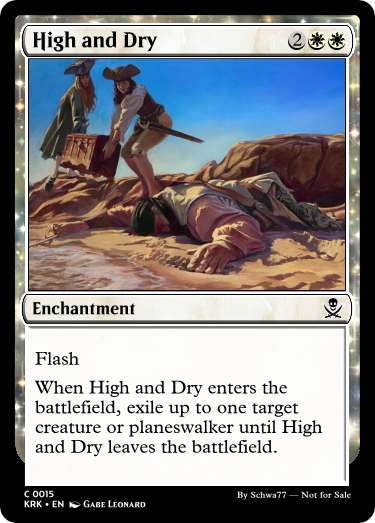 High and Dry 2
Enchantment
Flash
When High and Dry enters the
battlefield, exile up to one target
creature or planeswalker until High
and Dry leaves the battlefield.
C 0015
KRK • EN Gabe Leonard
By Schwa77 — Not for Sale